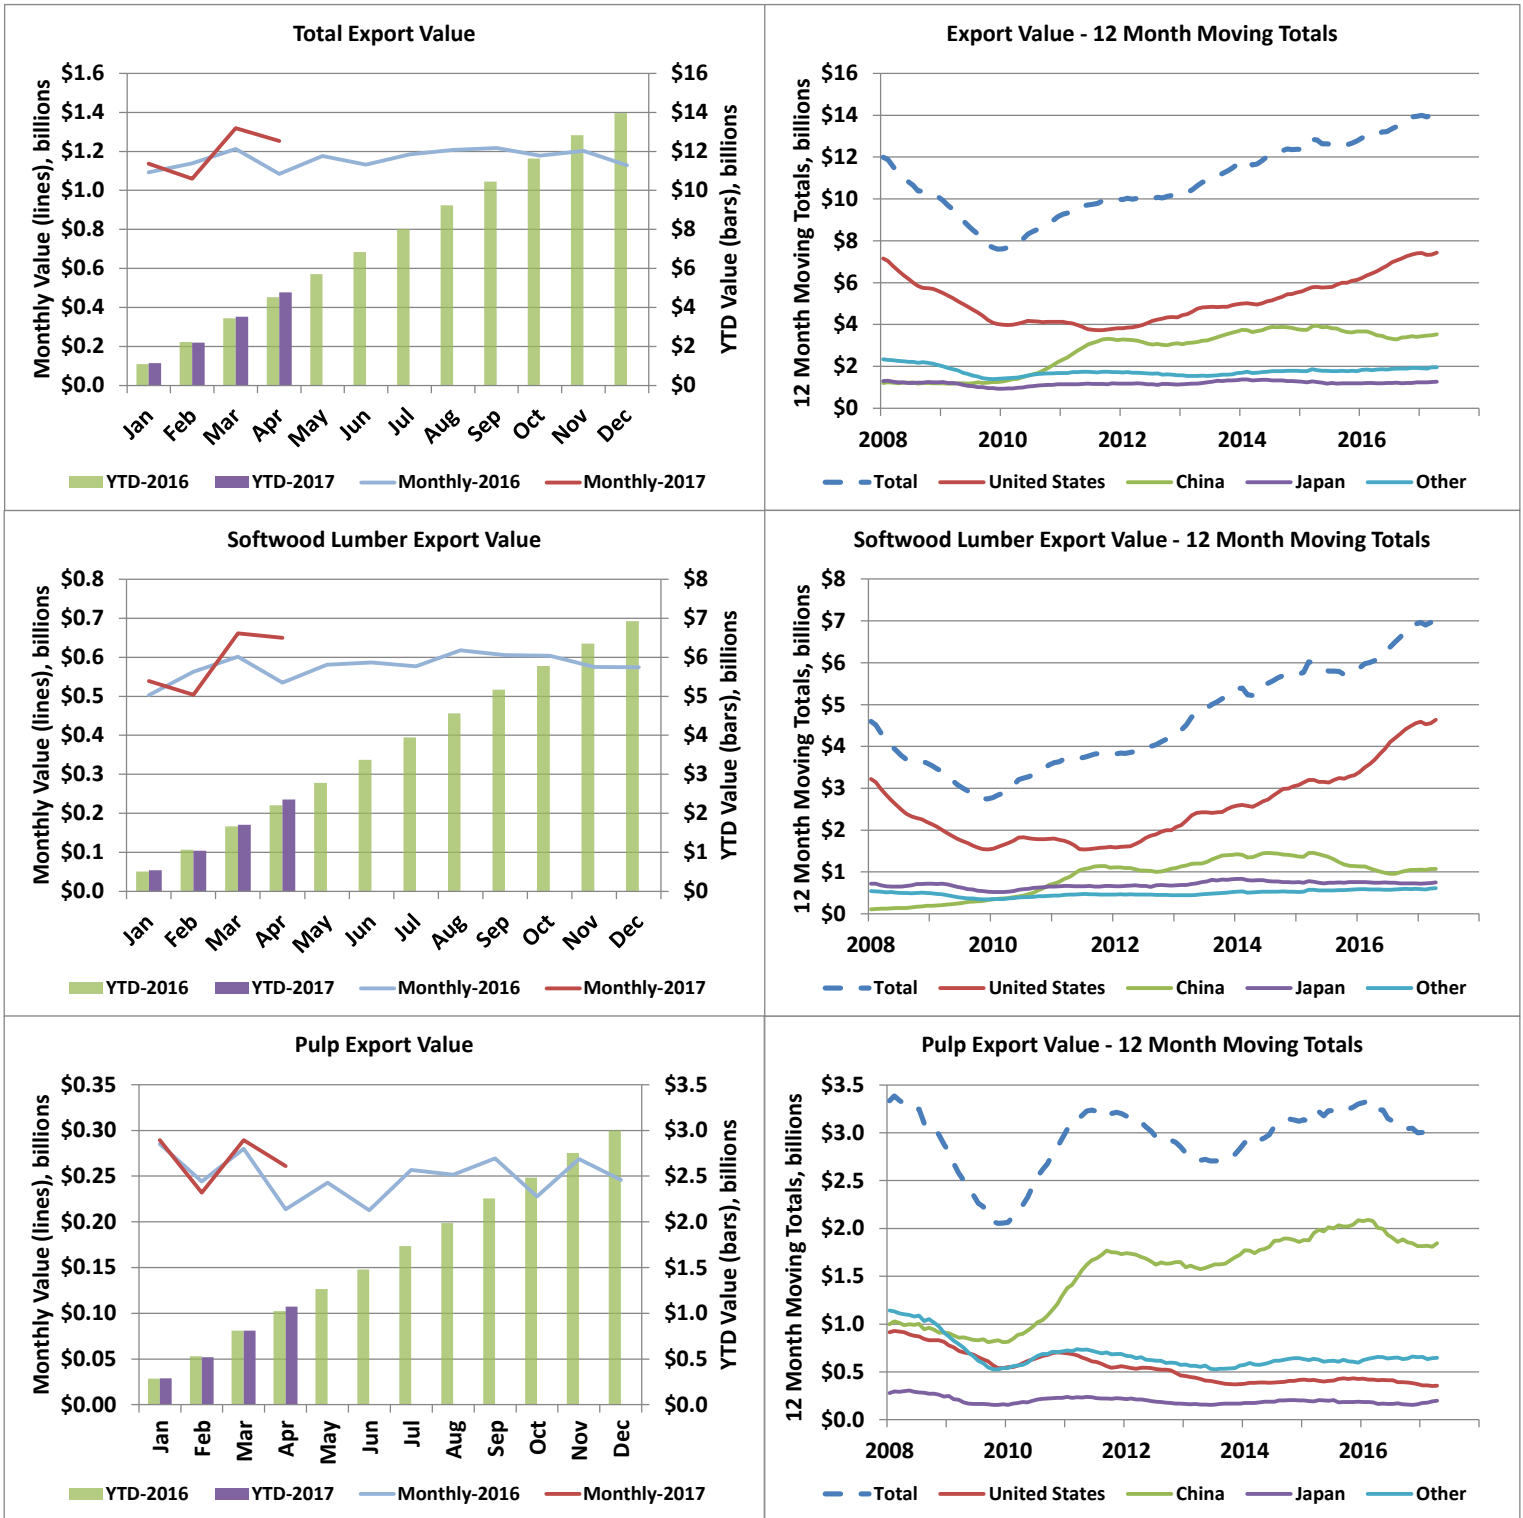 Total Export Value
Monthly Value (lines), billions
$1.6
$1.4
$1.2
$1.0
$0.8
$0.6
$0.4
$0.2
$0.0
$16
$14
$12
$10
$8
$6
$4
$2
$0
YTD Value (bars), billions
Jan Feb Mar Apr May Jun Jul Aug Sep Oct Nov Dec
YTD-2016 YTD-2017 Monthly-2016 Monthly-2017
Export Value - 12 Month Moving Totals
12 Month Moving Totals, billions
$16
$14
$12
$10
$8
$6
$4
$2
$0
2008 2010 2012 2014 2016
Total United States China Japan Other
Softwood Lumber Export Value
Monthly Value (lines), billions
$0.8
$0.7
$0.6
$0.5
$0.4
$0.3
$0.2
$0.1
$0.0
$8
$7
$6
$5
$4
$3
$2
$1
$0
YTD Value (bars), billions
Jan Feb Mar Apr May Jun Jul Aug Sep Oct Nov Dec
YTD-2016 YTD-2017 Monthly-2016 Monthly-2017
Softwood Lumber Export Value - 12 Month Moving Totals
12 Month Moving Totals, billions
$8
$7
$6
$5
$4
$3
$2
$1
$0
2008 2010 2012 2014 2016
Total United States China Japan Other
Pulp Export Value
Monthly Value (lines), billions
$0.35
$0.30
$0.25
$0.20
$0.15
$0.10
$0.05
$0.00
$3.5
$3.0
$2.5
$2.0
$1.5
$1.0
$0.5
$0.0
YTD Value (bars), billions
Jan Feb Mar Apr May Jun Jul Aug Sep Oct Nov Dec
YTD-2016 YTD-2017 Monthly-2016 Monthly-2017
Pulp Export Value - 12 Month Moving Totals
12 Month Moving Totals, billions
$3.5
$3.0
$2.5
$2.0
$1.5
$1.0
$0.5
$0.0
2008 2010 2012 2014 2016
Total United States China Japan Other